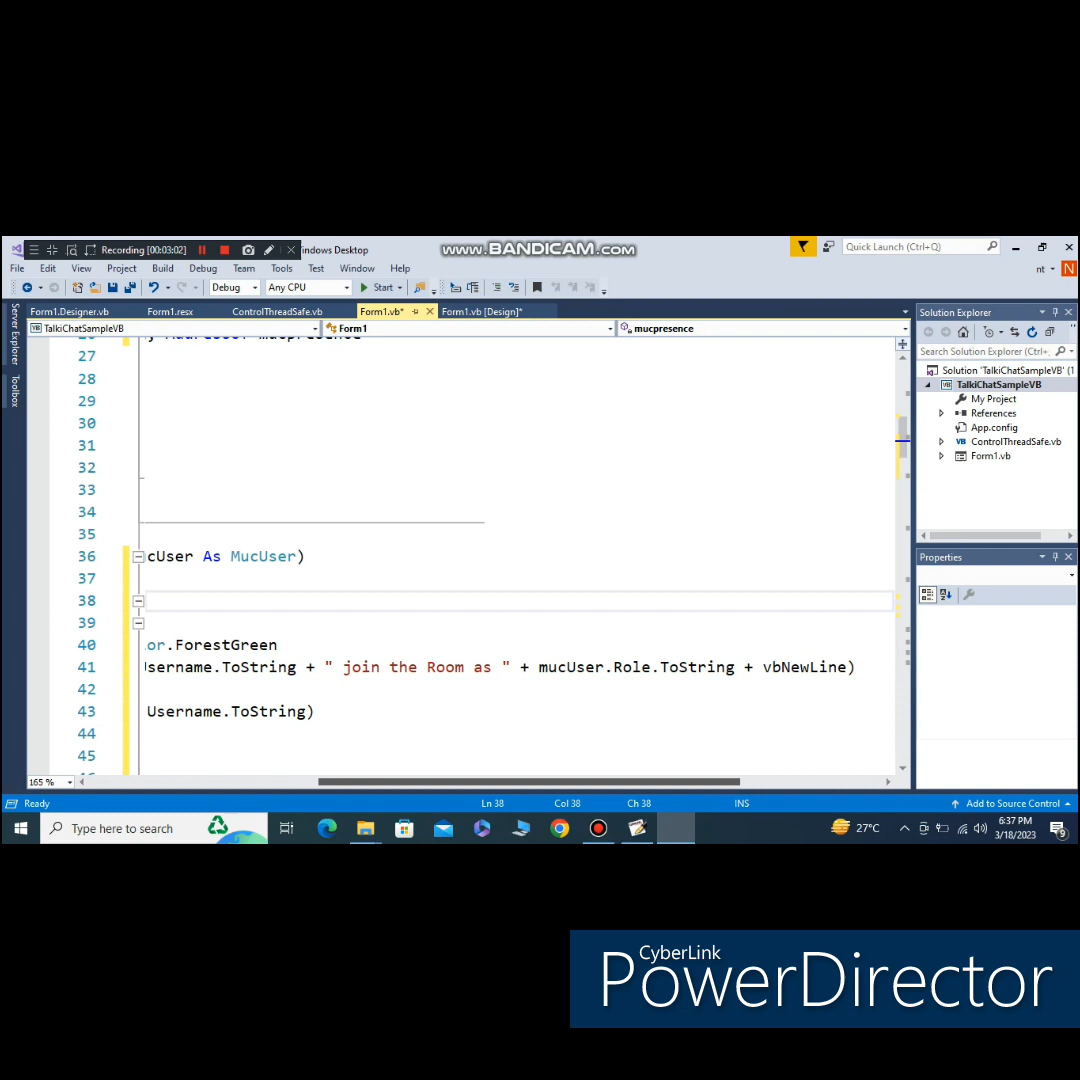 Recording [00:03:02]
indows Desktop
www.BANDICAM.com
Quick Launch (Ctrl+Q)
File Edit View Project Build Debug Team Tools Test Window Help
nt
N
Debug Any CPU Start
Form1.Designer.vb Form1.resx ControlThreadSafe.vb Form1.vb* Form1.vb [Design]*
TalkiChatSampleVB Form1 mucpresence
Server Explorer
Toolbox
27
28
29
30
31
32
33
34
35
36 cUser As MucUser)
37
38
39
40 or.ForestGreen
41 Username.ToString + " join the Room as " + mucUser.Role.ToString + vbNewLine)
42
43 Username.ToString)
44
45
165 %
Solution Explorer
Search Solution Explorer (Ctrl+;
Solution 'TalkiChatSampleVB' (1
TalkiChatSampleVB
My Project
References
App.config
ControlThreadSafe.vb
Form1.vb
Properties
Ready Ln 38 Col 38 Ch 38 INS Add to Source Control
Type here to search
27°C
6:37 PM
3/18/2023
9
CyberLink
PowerDirector